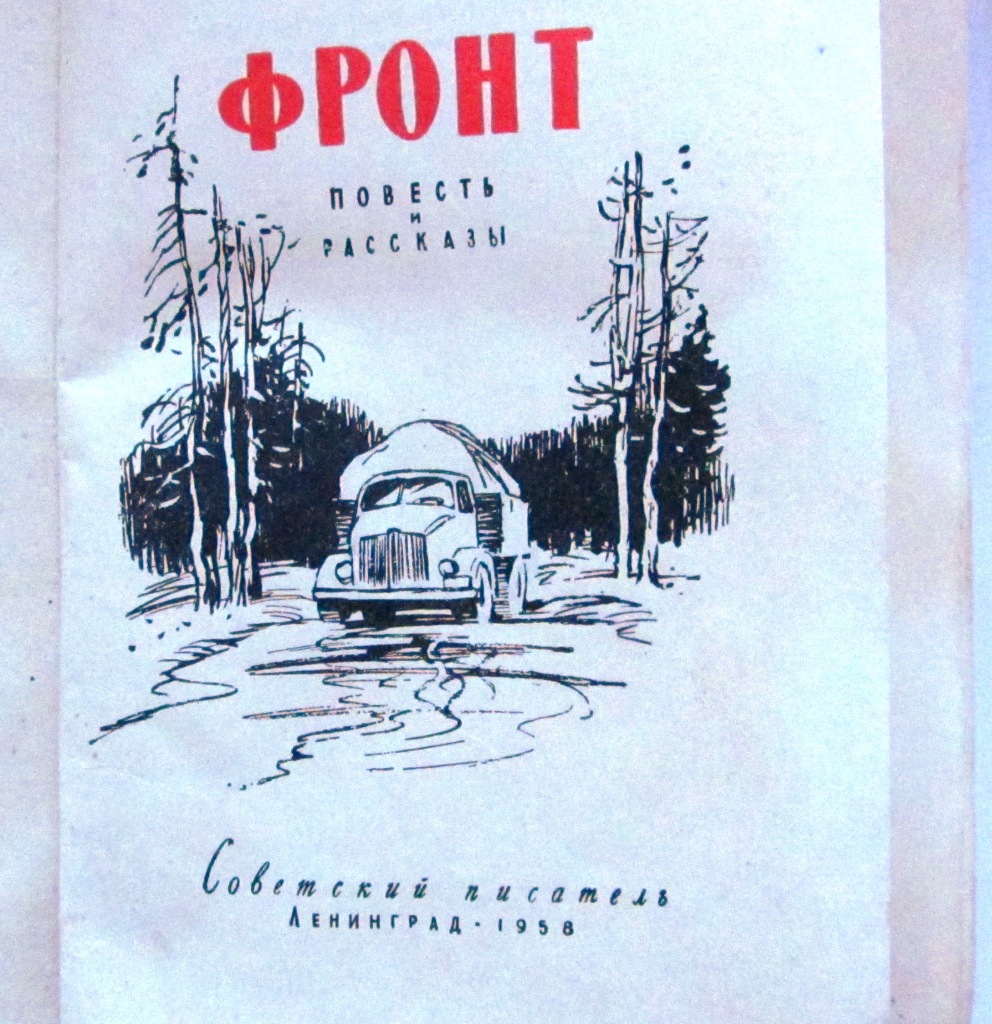 ФРОНТ
ПОВЕСТЬ
и
РАССКАЗЫ
Советский писатель
ЛЕНИНГРАД · 1958